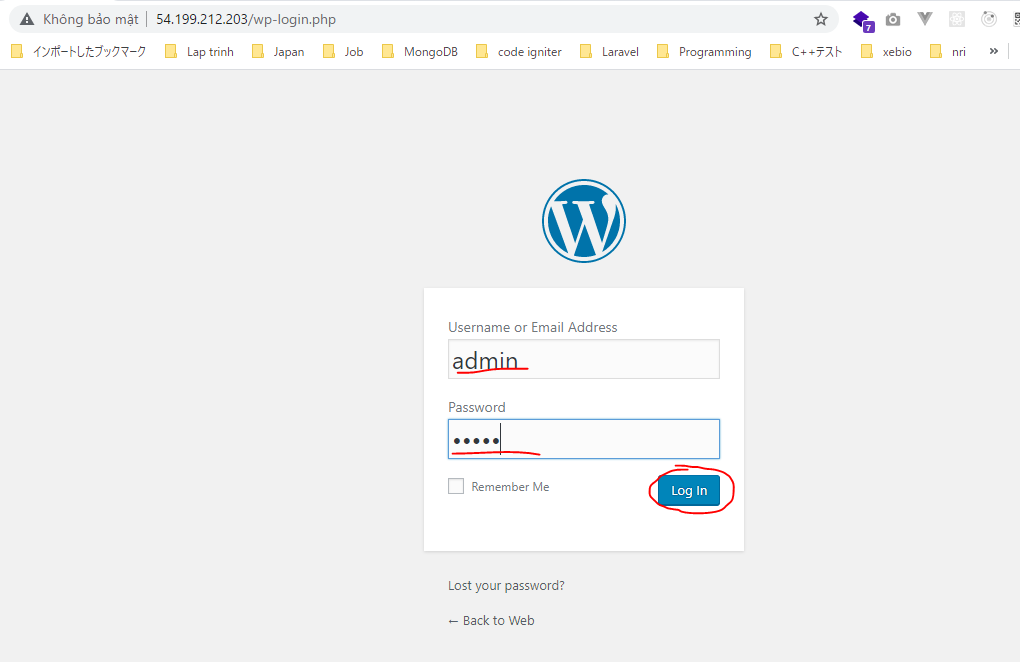 Không bảo mật 54.199.212.203/wp-login.php
7
インポートしたブックマーク Lap trinh Japan Job MongoDB code igniter Laravel Programming C++テスト xebio nri »
Username or Email Address
admin
Password
•••••
Remember Me Log In
Lost your password?
← Back to Web